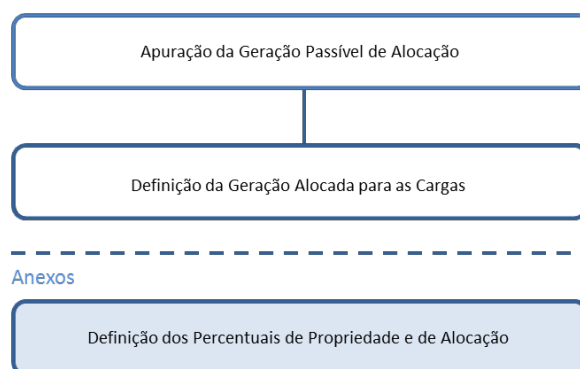 Apuração da Geração Passível de Alocação
Definição da Geração Alocada para as Cargas
Anexos
Definição dos Percentuais de Propriedade e de Alocação